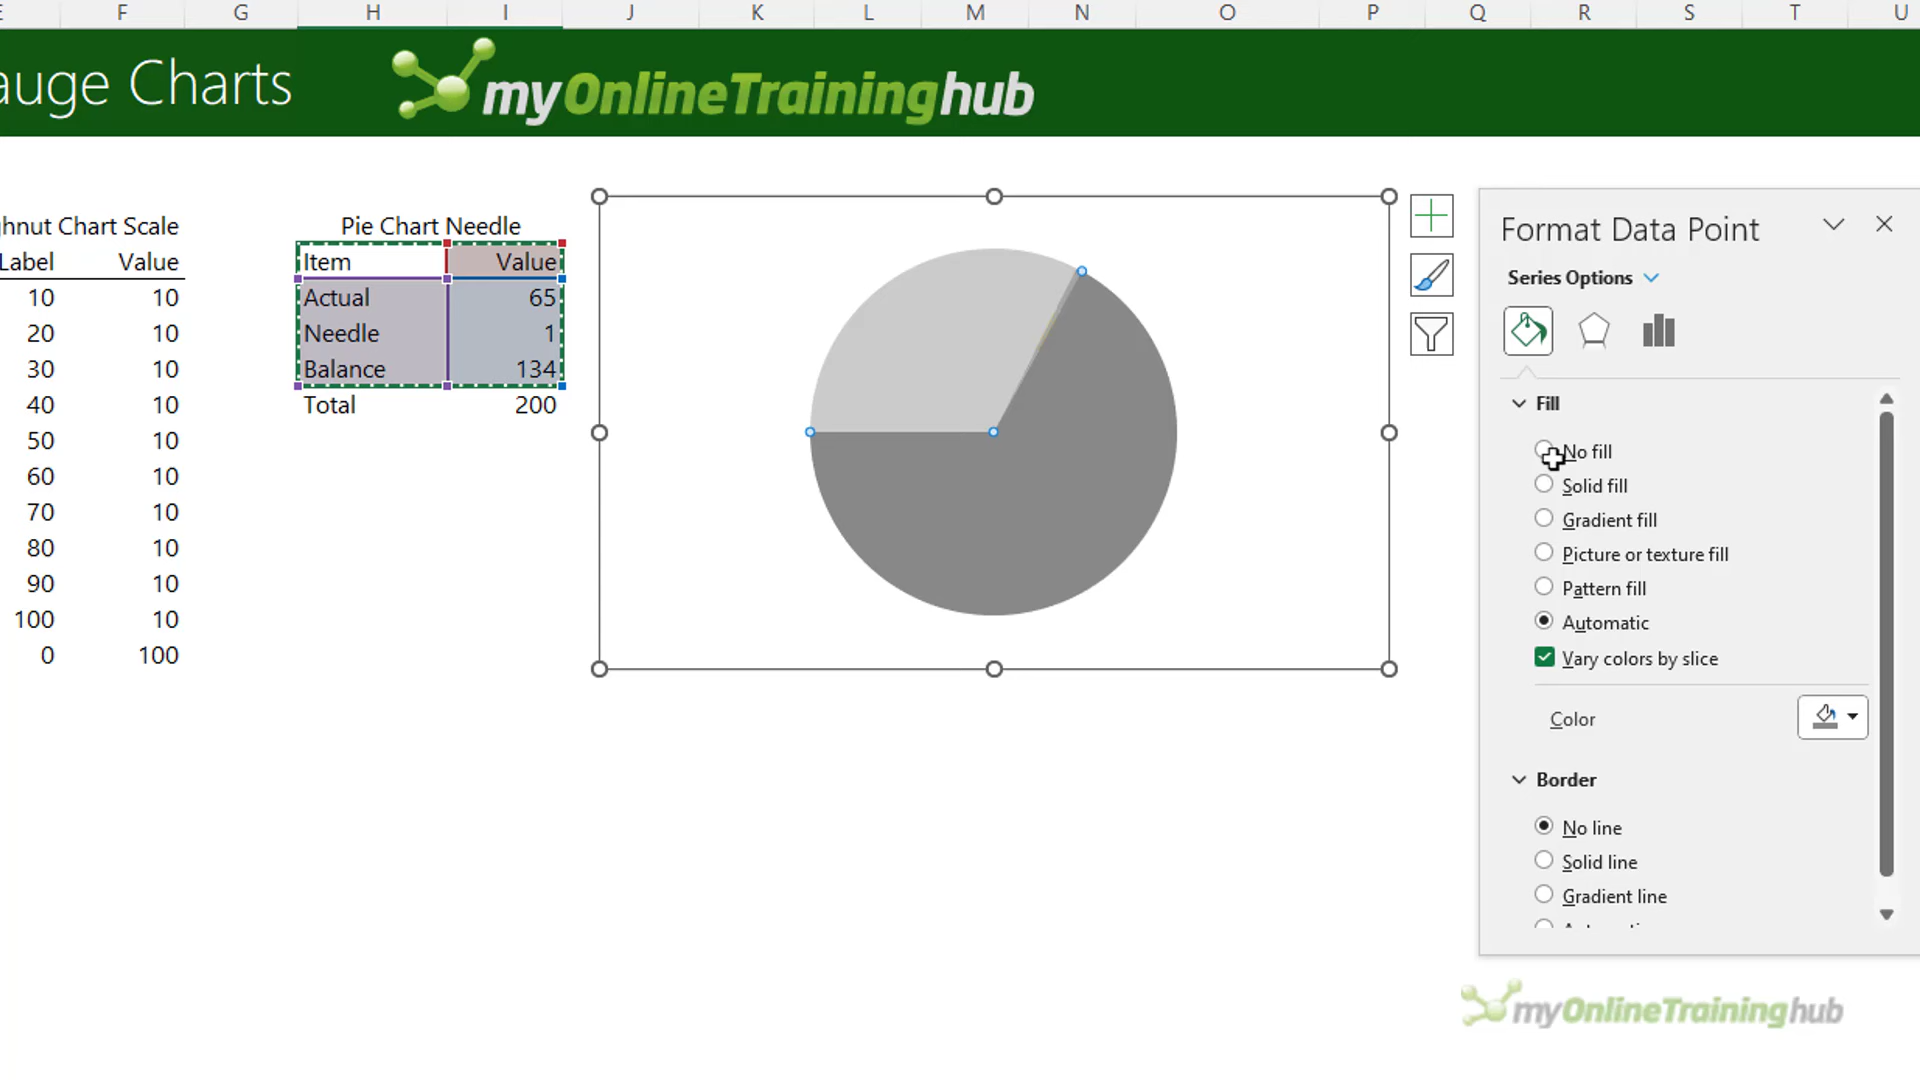 E F G H I J K L M N O P Q R S T U
auge Charts
myOnlineTraininghub
hnut Chart Scale
Label Value
10 10
20 10
30 10
40 10
50 10
60 10
70 10
80 10
90 10
100 10
0 100
Pie Chart Needle
Item Value
Actual 65
Needle 1
Balance 134
Total 200
Format Data Point
Series Options
Fill
No fill
Solid fill
Gradient fill
Picture or texture fill
Pattern fill
Automatic
Vary colors by slice
Color
Border
No line
Solid line
Gradient line
myOnlineTraininghub